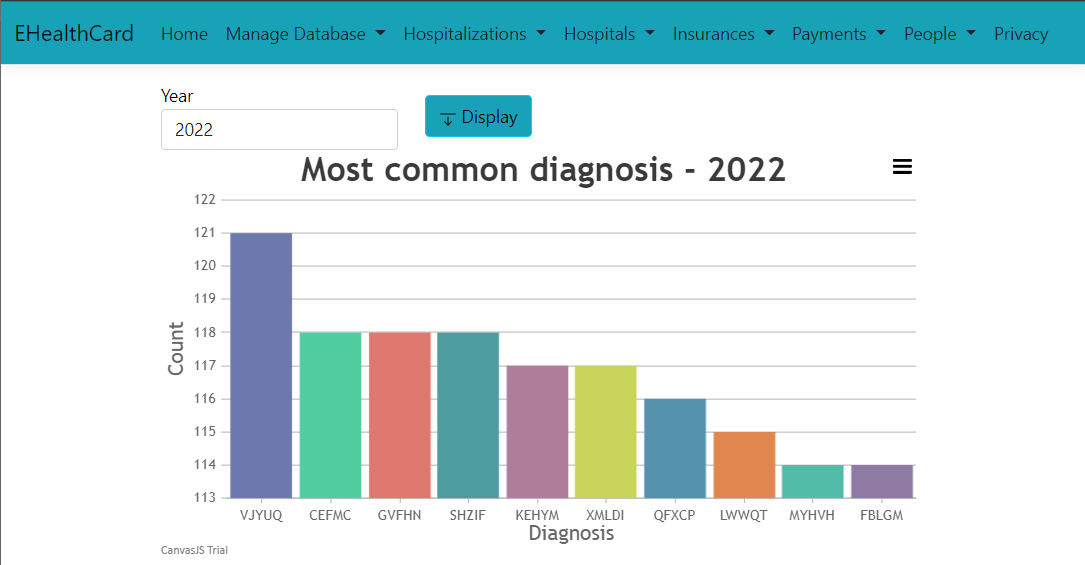 EHealthCard Home Manage Database Hospitalizations Hospitals Insurances Payments People Privacy
Year
2022
Display
Most common diagnosis - 2022
122
121
120
119
118
117
116
115
114
113
Count
VJYUQ CEFMC GVFHN SHZIF KEHYM XMLDI QFXCP LWWQT MYHVH FBLGM
Diagnosis
CanvasJS Trial